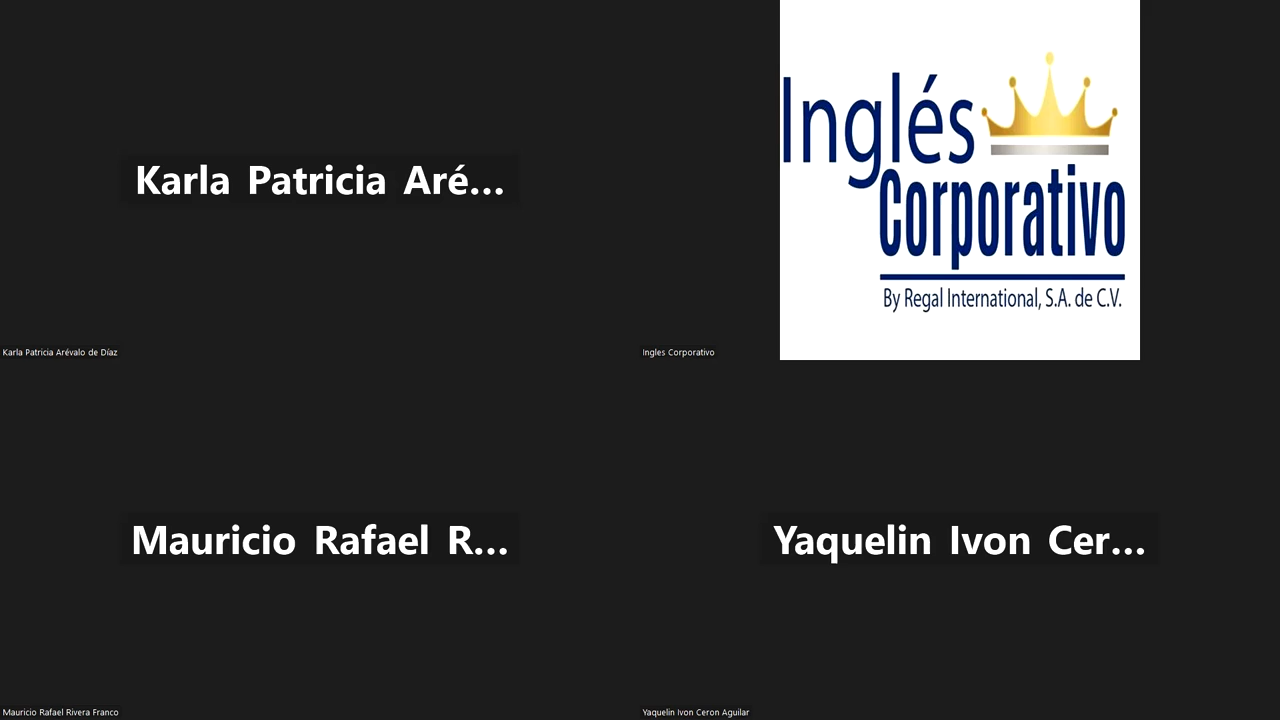 Karla Patricia Aré...
Karla Patricia Arévalo de Díaz
Inglés
Corporativo
By Regal International, S.A. de C.V.
Ingles Corporativo
Mauricio Rafael R...
Mauricio Rafael Rivera Franco
Yaquelin Ivon Cer...
Yaquelin Ivon Ceron Aguilar